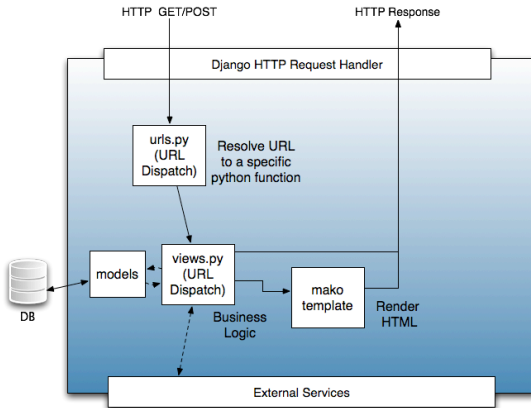 HTTP GET/POST
HTTP Response
Django HTTP Request Handler
urls.py
(URL
Dispatch)
Resolve URL
to a specific
python function
views.py
(URL
Dispatch)
models
DB
Business
Logic
mako
template
Render
HTML
External Services